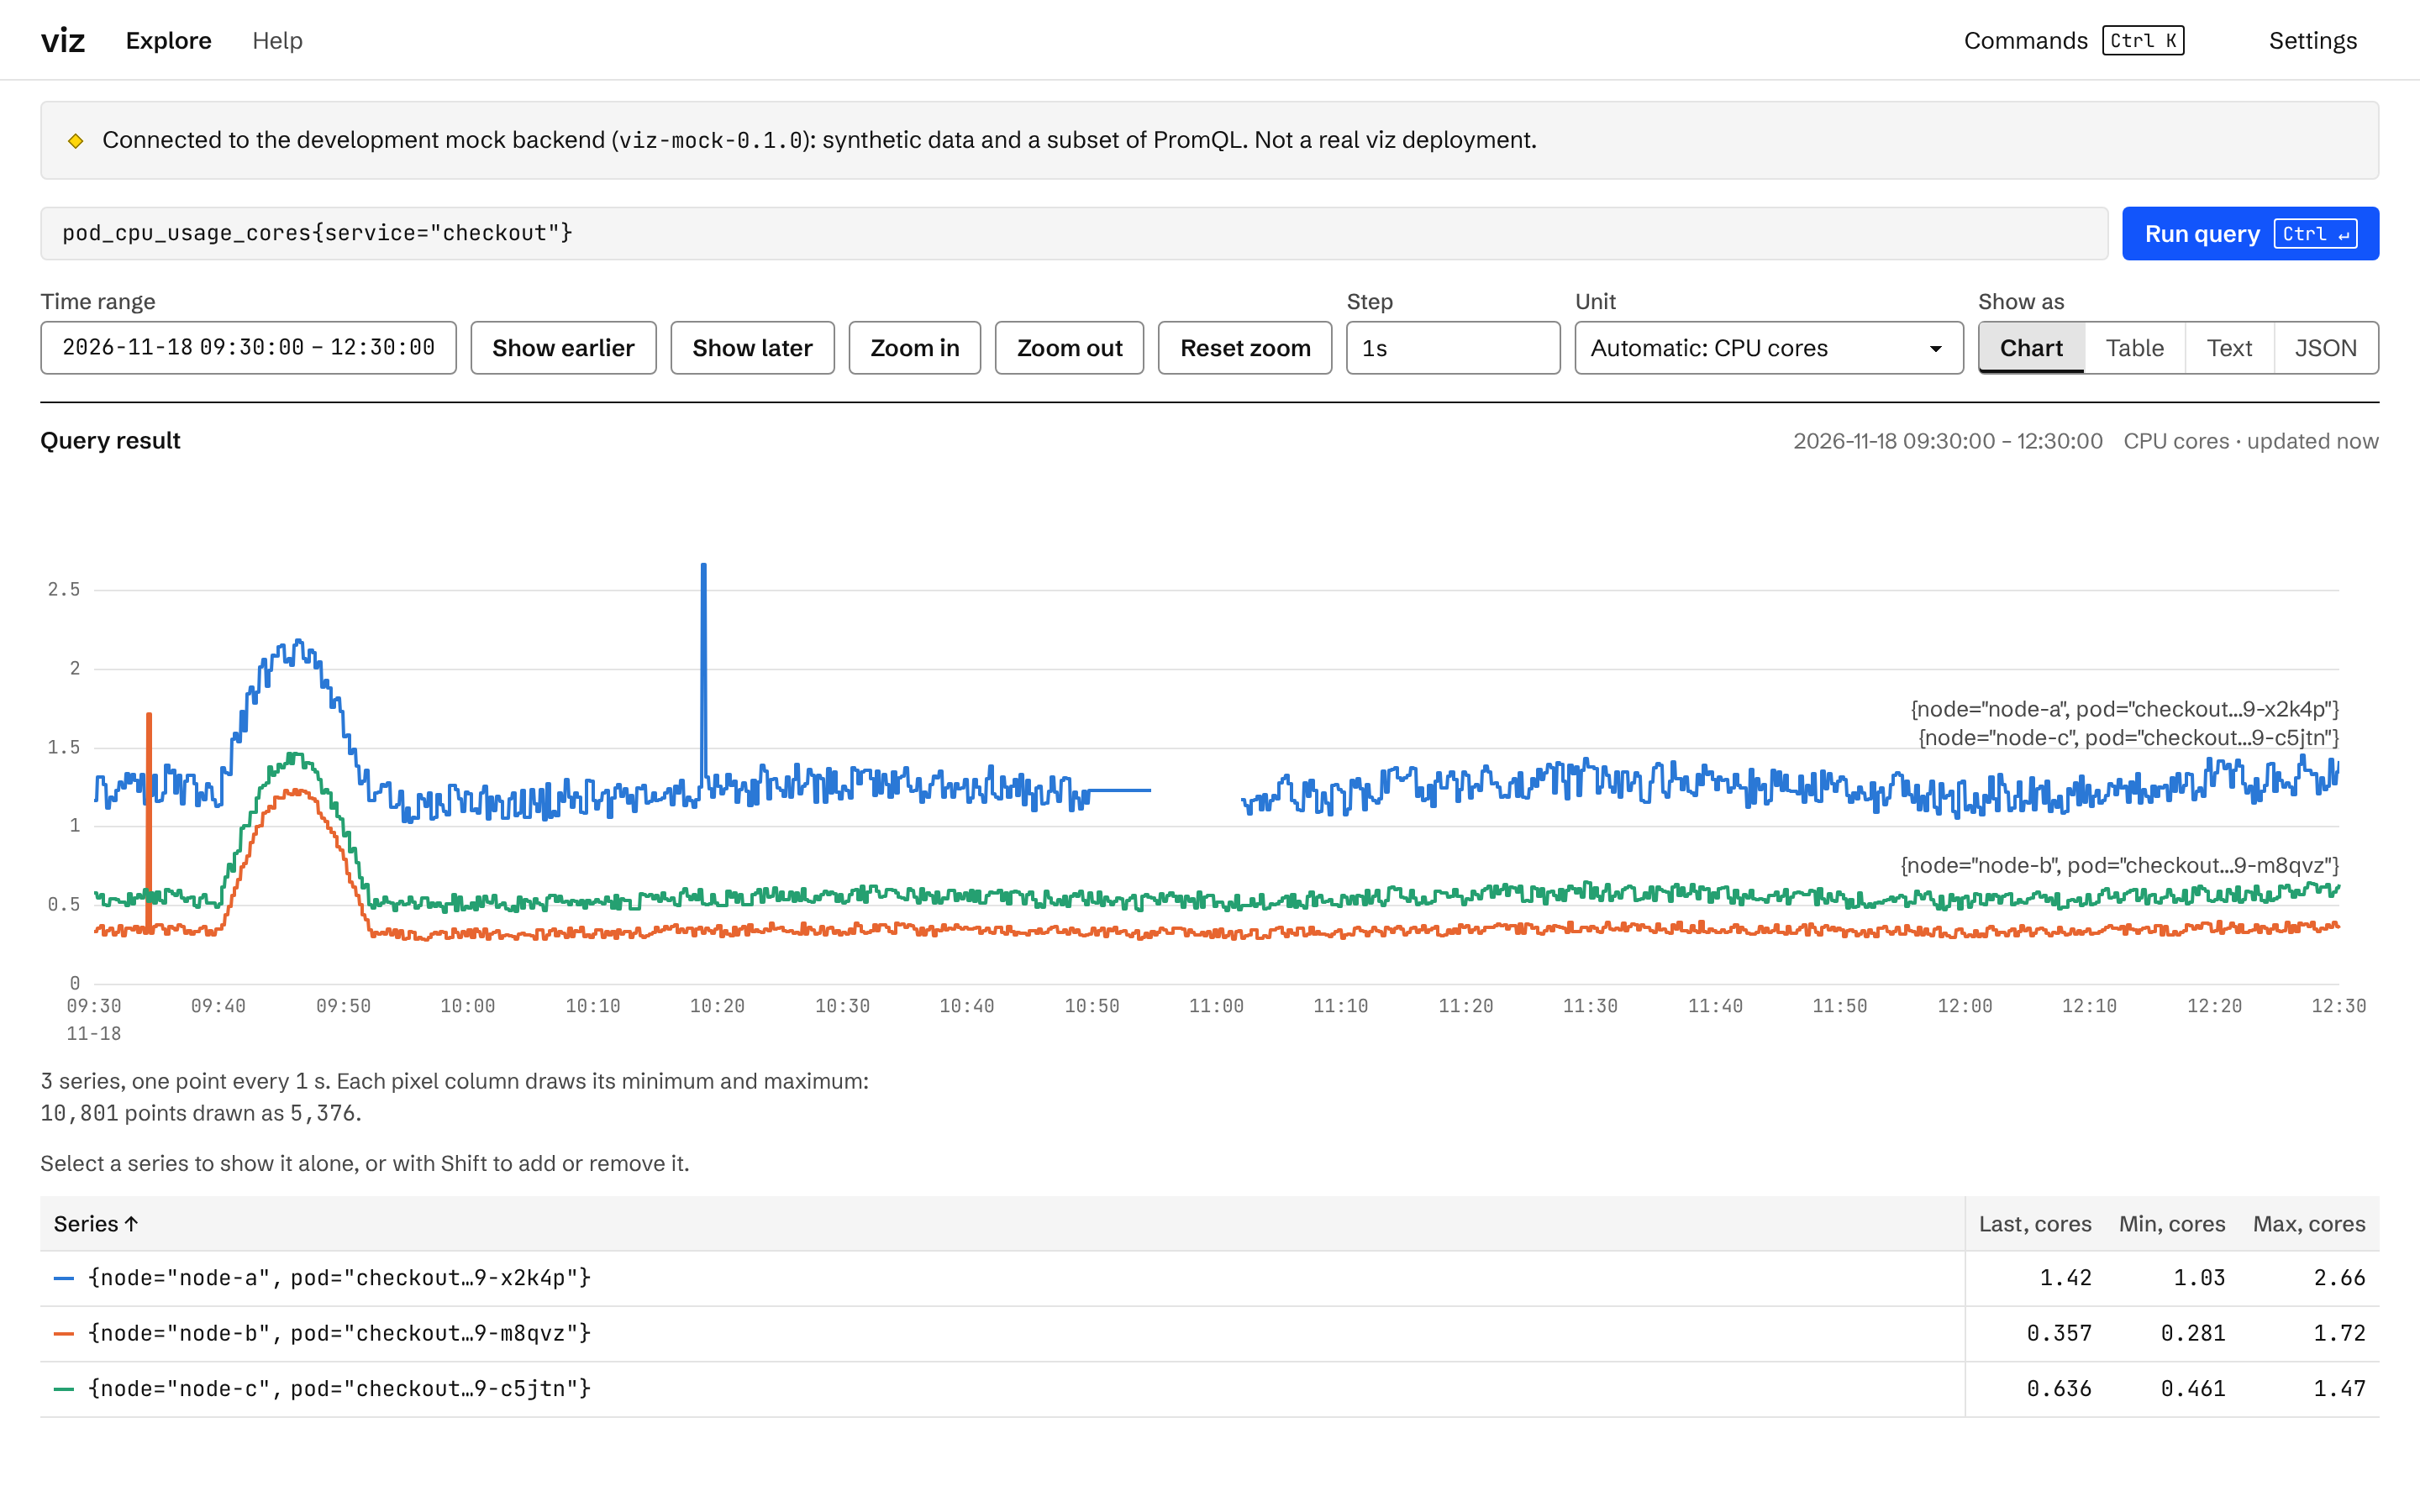 viz Explore Help Commands Ctrl K Settings
Connected to the development mock backend (viz-mock-0.1.0): synthetic data and a subset of PromQL. Not a real viz deployment.
pod_cpu_usage_cores{service="checkout"} Run query Ctrl ↵
Time range Step Unit Show as
2026-11-18 09:30:00 – 12:30:00 Show earlier Show later Zoom in Zoom out Reset zoom 1s Automatic: CPU cores Chart Table Text JSON
Query result 2026-11-18 09:30:00 – 12:30:00 CPU cores · updated now
2.5
2
{node="node-a", pod="checkout…9-x2k4p"}
{node="node-c", pod="checkout…9-c5jtn"}
1.5
1
{node="node-b", pod="checkout…9-m8qvz"}
0.5
0
09:30 09:40 09:50 10:00 10:10 10:20 10:30 10:40 10:50 11:00 11:10 11:20 11:30 11:40 11:50 12:00 12:10 12:20 12:30
11-18
3 series, one point every 1 s. Each pixel column draws its minimum and maximum:
10,801 points drawn as 5,376.
Select a series to show it alone, or with Shift to add or remove it.
Series ↑ Last, cores Min, cores Max, cores
{node="node-a", pod="checkout…9-x2k4p"} 1.42 1.03 2.66
{node="node-b", pod="checkout…9-m8qvz"} 0.357 0.281 1.72
{node="node-c", pod="checkout…9-c5jtn"} 0.636 0.461 1.47